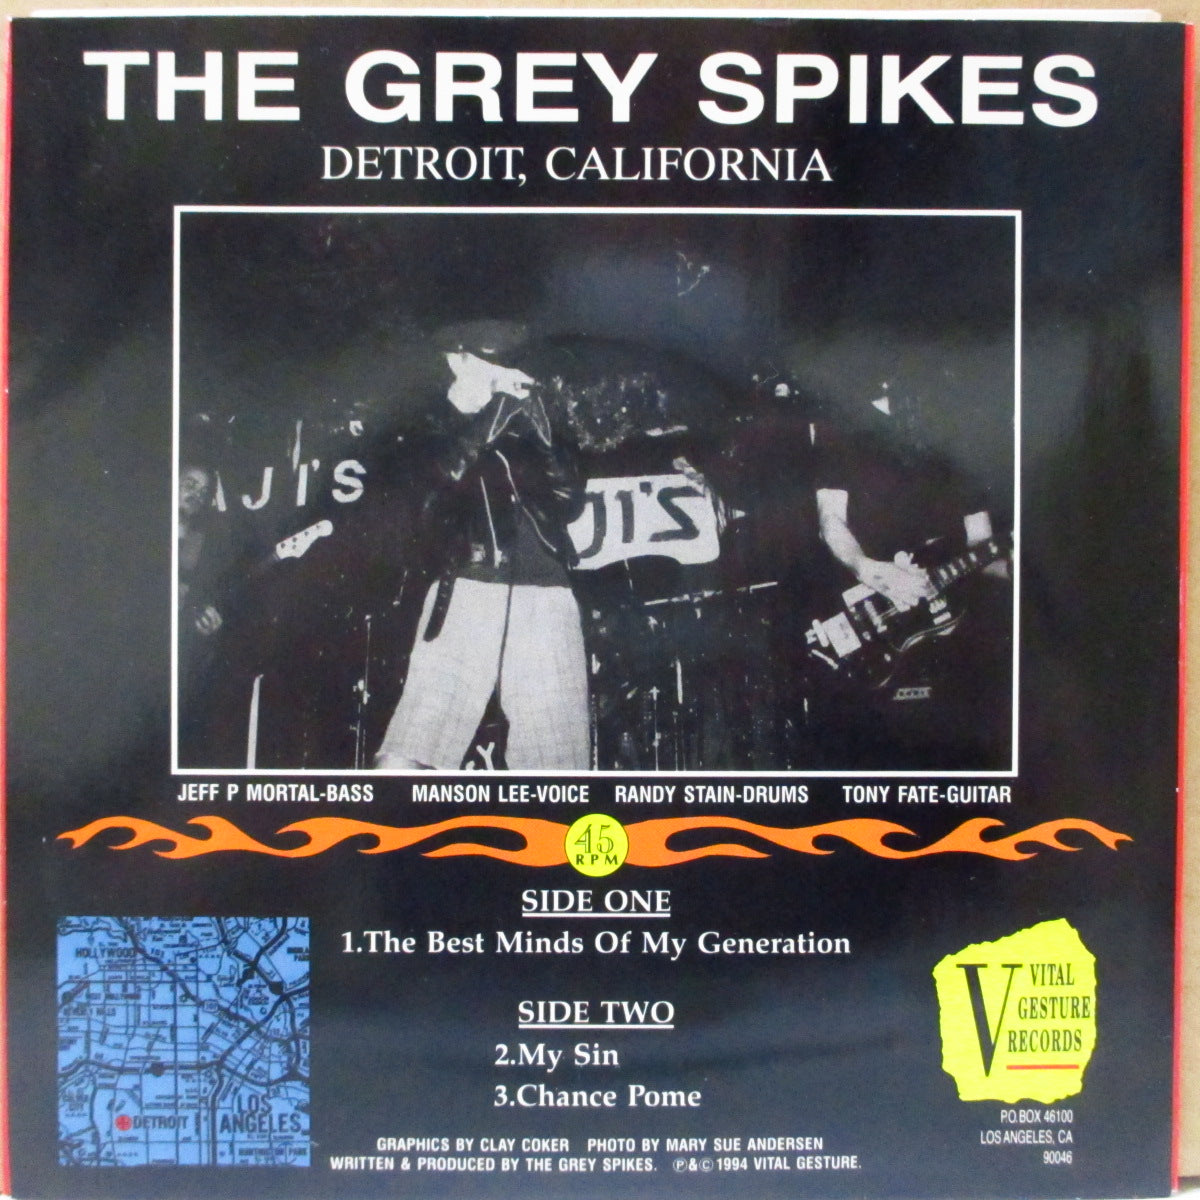 THE GREY SPIKES
DETROIT, CALIFORNIA
JI'S
JI'S
JEFF P MORTAL-BASS MANSON LEE-VOICE RANDY STAIN-DRUMS TONY FATE-GUITAR
45
RPM
SIDE ONE
1.The Best Minds Of My Generation
SIDE TWO
2.My Sin
3.Chance Pome
HOLLYWOOD
LOS
ANGELES
DETROIT
V VITAL
GESTURE
RECORDS
P.O. BOX 46100
LOS ANGELES, CA
90046
GRAPHICS BY CLAY COKER PHOTO BY MARY SUE ANDERSEN
WRITTEN & PRODUCED BY THE GREY SPIKES. ℗&©1994 VITAL GESTURE.